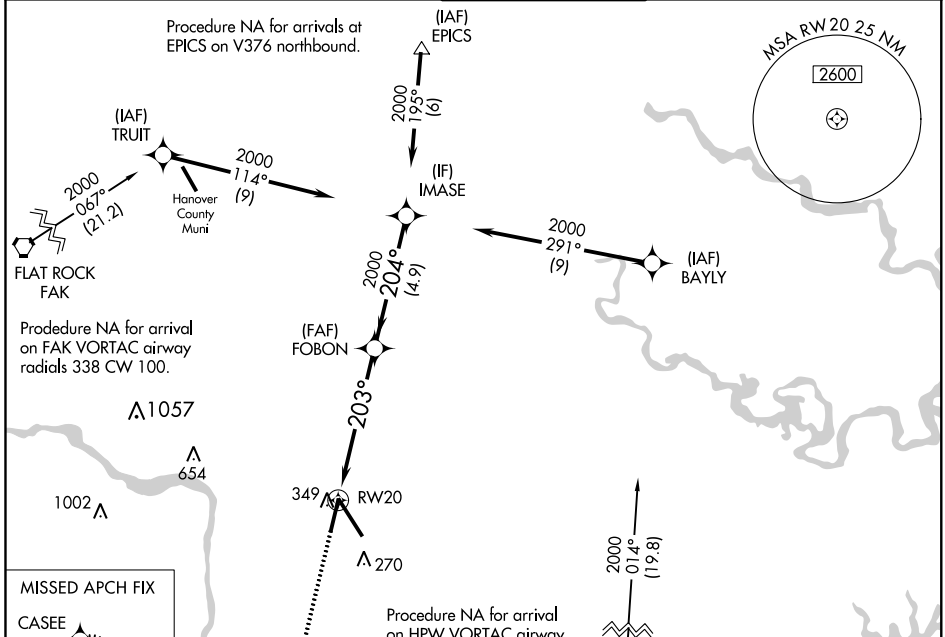 Procedure NA for arrivals at
EPICS on V376 northbound.
(IAF)
EPICS
MSA RW20 25 NM
2600
2000
195°
(6)
(IAF)
TRUIT
2000
114°
(9)
(IF)
IMASE
2000
067°
(21.2)
Hanover
County
Muni
FLAT ROCK
FAK
2000
291°
(9)
(IAF)
BAYLY
2000
204°
(4.9)
Prodedure NA for arrival
on FAK VORTAC airway
radials 338 CW 100.
(FAF)
FOBON
203°
1057
654
1002
349
RW20
270
2000
014°
(19.8)
MISSED APCH FIX
CASEE
Procedure NA for arrival
on HPW VORTAC airway